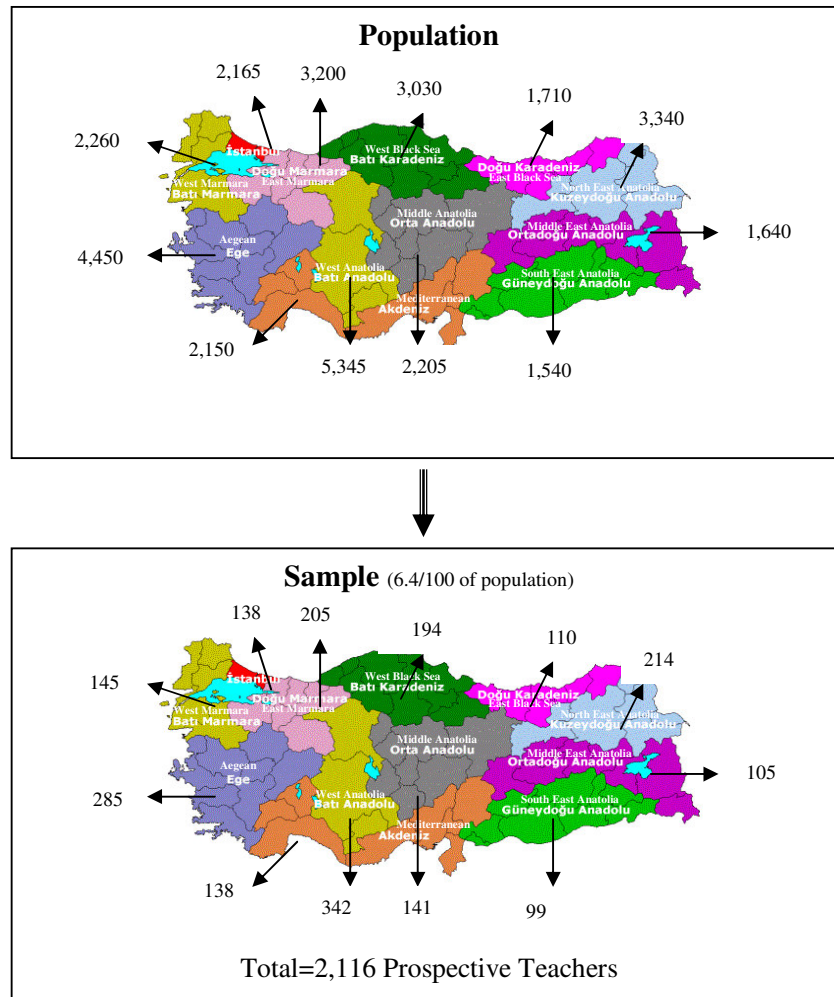 Population
2,165
3,200
3,030
1,710
3,340
2,260
İstanbul
West Black Sea
Batı Karadeniz
Doğu Marmara
East Marmara
Doğu Karadeniz
East Black Sea
West Marmara
Batı Marmara
North East Anatolia
Kuzeydoğu Anadolu
Middle Anatolia
Orta Anadolu
Middle East Anatolia
Ortadoğu Anadolu
1,640
Aegean
Ege
4,450
West Anatolia
Batı Anadolu
South East Anatolia
Güneydoğu Anadolu
Mediterranean
Akdeniz
2,150
5,345
2,205
1,540
Sample (6.4/100 of population)
138
205
194
110
214
145
İstanbul
West Black Sea
Batı Karadeniz
Doğu Marmara
East Marmara
Doğu Karadeniz
East Black Sea
West Marmara
Batı Marmara
North East Anatolia
Kuzeydoğu Anadolu
Middle Anatolia
Orta Anadolu
Middle East Anatolia
Ortadoğu Anadolu
105
Aegean
Ege
285
West Anatolia
Batı Anadolu
South East Anatolia
Güneydoğu Anadolu
Mediterranean
Akdeniz
138
342
141
99
Total=2,116 Prospective Teachers